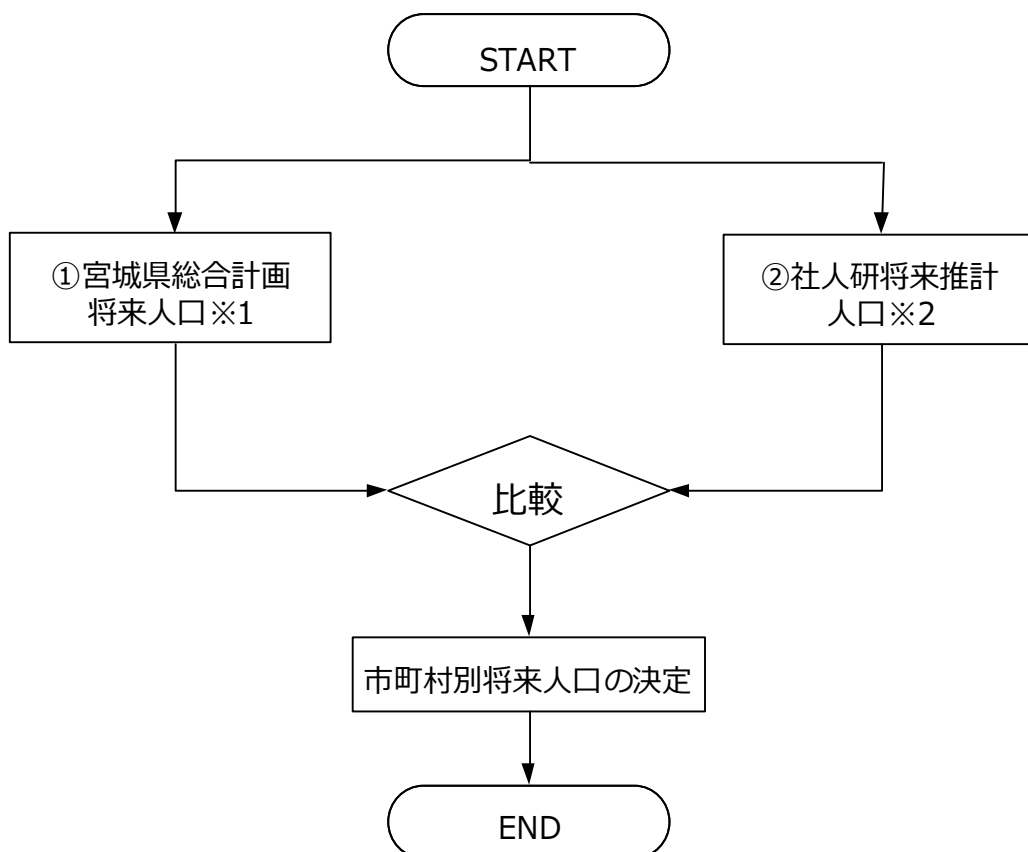 START
①宮城県総合計画
将来人口※1
②社人研将来推計
人口※2
比較
市町村別将来人口の決定
END